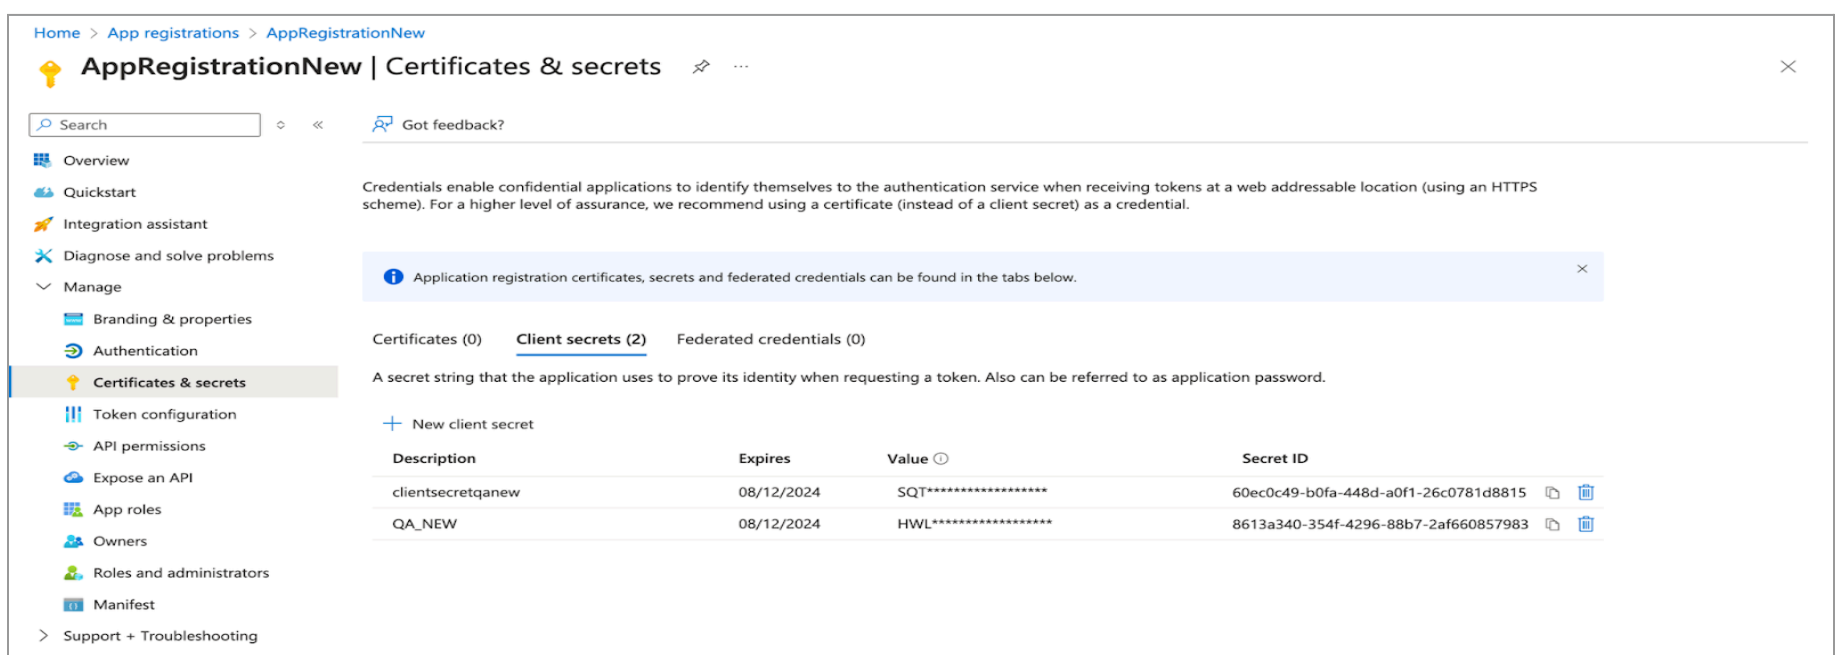 Home > App registrations > AppRegistrationNew
AppRegistrationNew | Certificates & secrets
Search
Got feedback?
Overview
Quickstart
Integration assistant
Diagnose and solve problems
Manage
Branding & properties
Authentication
Certificates & secrets
Token configuration
API permissions
Expose an API
App roles
Owners
Roles and administrators
Manifest
Support + Troubleshooting
Credentials enable confidential applications to identify themselves to the authentication service when receiving tokens at a web addressable location (using an HTTPS
scheme). For a higher level of assurance, we recommend using a certificate (instead of a client secret) as a credential.
Application registration certificates, secrets and federated credentials can be found in the tabs below.
Certificates (0) Client secrets (2) Federated credentials (0)
A secret string that the application uses to prove its identity when requesting a token. Also can be referred to as application password.
New client secret
Description Expires Value Secret ID
clientsecretqanew 08/12/2024 SQT****************** 60ec0c49-b0fa-448d-a0f1-26c0781d8815
QA_NEW 08/12/2024 HWL****************** 8613a340-354f-4296-88b7-2af660857983